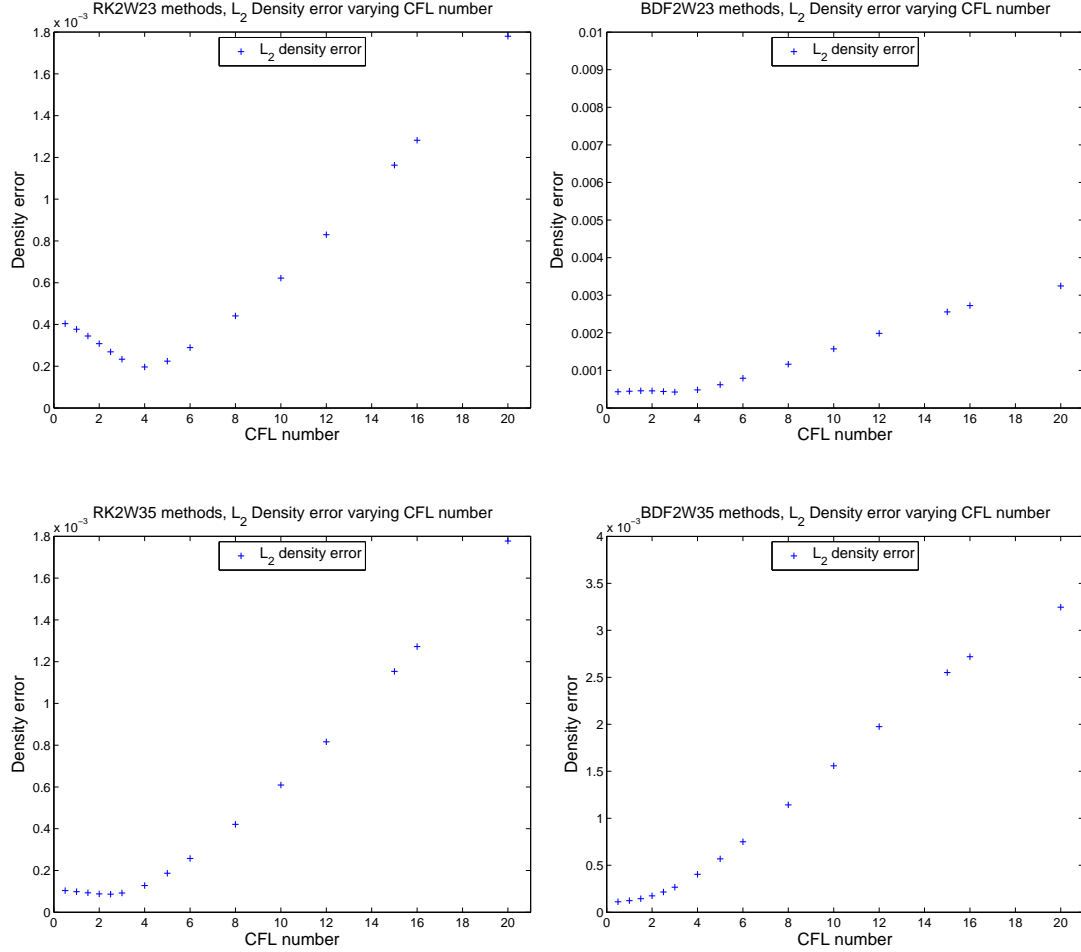 RK2W23 methods, L2 Density error varying CFL number
x 10−3
L2 density error
1.8
1.6
1.4
1.2
1
0.8
0.6
0.4
0.2
0
Density error
0 2 4 6 8 10 12 14 16 18 20
CFL number
BDF2W23 methods, L2 Density error varying CFL number
L2 density error
0.01
0.009
0.008
0.007
0.006
0.005
0.004
0.003
0.002
0.001
0
Density error
0 2 4 6 8 10 12 14 16 18 20
CFL number
RK2W35 methods, L2 Density error varying CFL number
x 10−3
L2 density error
1.8
1.6
1.4
1.2
1
0.8
0.6
0.4
0.2
0
Density error
0 2 4 6 8 10 12 14 16 18 20
CFL number
BDF2W35 methods, L2 Density error varying CFL number
x 10−3
L2 density error
4
3.5
3
2.5
2
1.5
1
0.5
0
Density error
0 2 4 6 8 10 12 14 16 18 20
CFL number